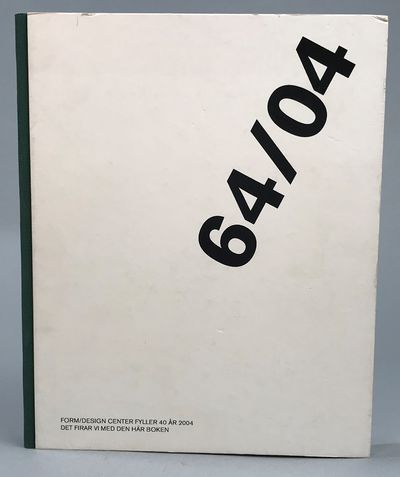 64/04
FORM/DESIGN CENTER FYLLER 40 ÅR 2004
DET FIRAR VI MED DEN HÄR BOKEN